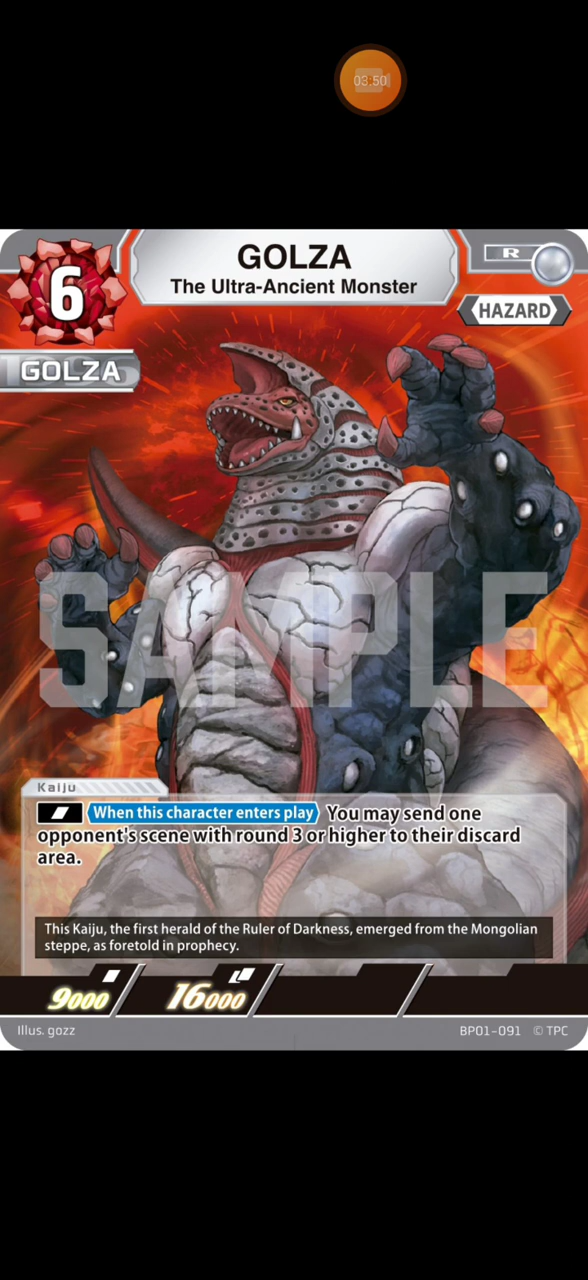 03:50
GOLZA
The Ultra-Ancient Monster
R
6
HAZARD
GOLZA
SAMPLE
Kaiju
When this character enters play You may send one
opponent's scene with round 3 or higher to their discard
area.
This Kaiju, the first herald of the Ruler of Darkness, emerged from the Mongolian
steppe, as foretold in prophecy.
9000 16000
Illus. gozz BP01-091 © TPC